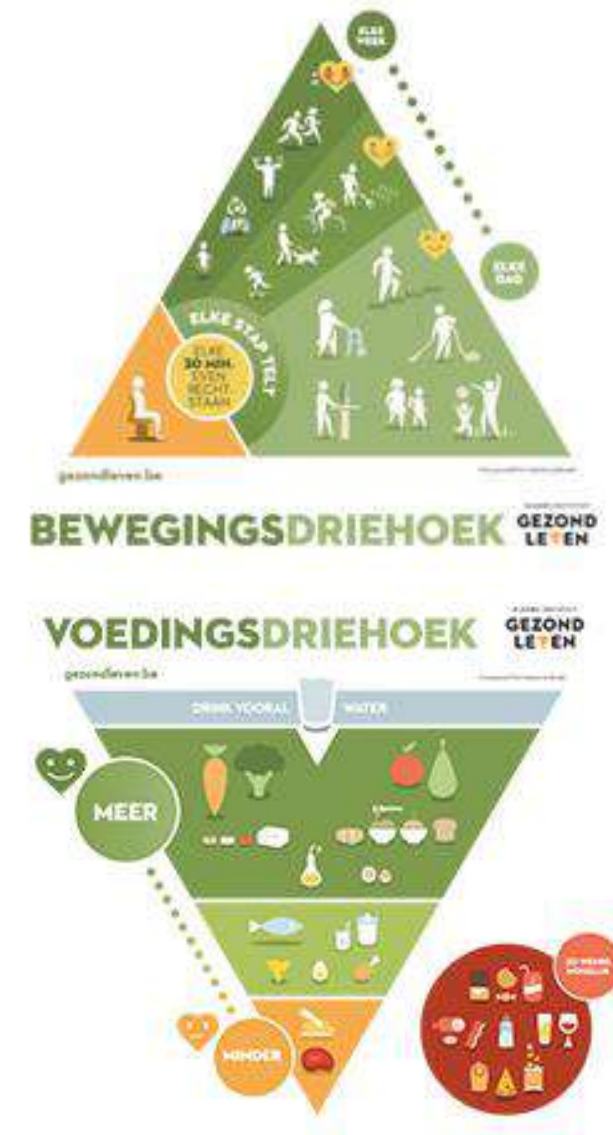 ELKE
WEEK
ELKE
DAG
ELKE STAP TELT
ELKE
30 MIN.
EVEN
RECHT
STAAN
gezondleven.be
BEWEGINGSDRIEHOEK
GEZOND
LEVEN
VOEDINGSDRIEHOEK
GEZOND
LEVEN
gezondleven.be
DRINK VOORAL WATER
MEER
MINDER
ZO WEINIG
MOGELIJK